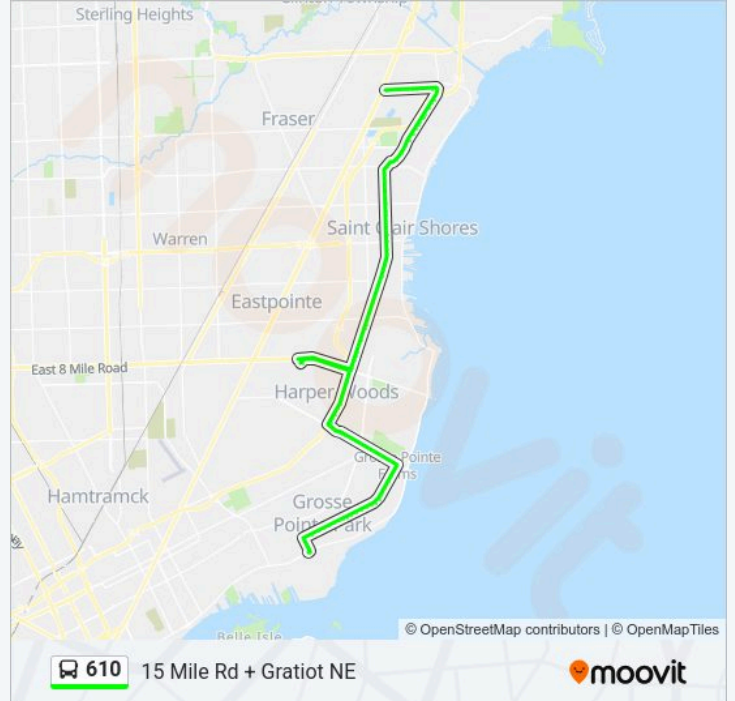 Sterling Heights
Fraser
Saint Clair Shores
Warren
Eastpointe
East 8 Mile Road
Harper Woods
Grosse Pointe
Farms
Hamtramck
Grosse
Pointe Park
Belle Isle
© OpenStreetMap contributors | © OpenMapTiles
610 15 Mile Rd + Gratiot NE
moovit